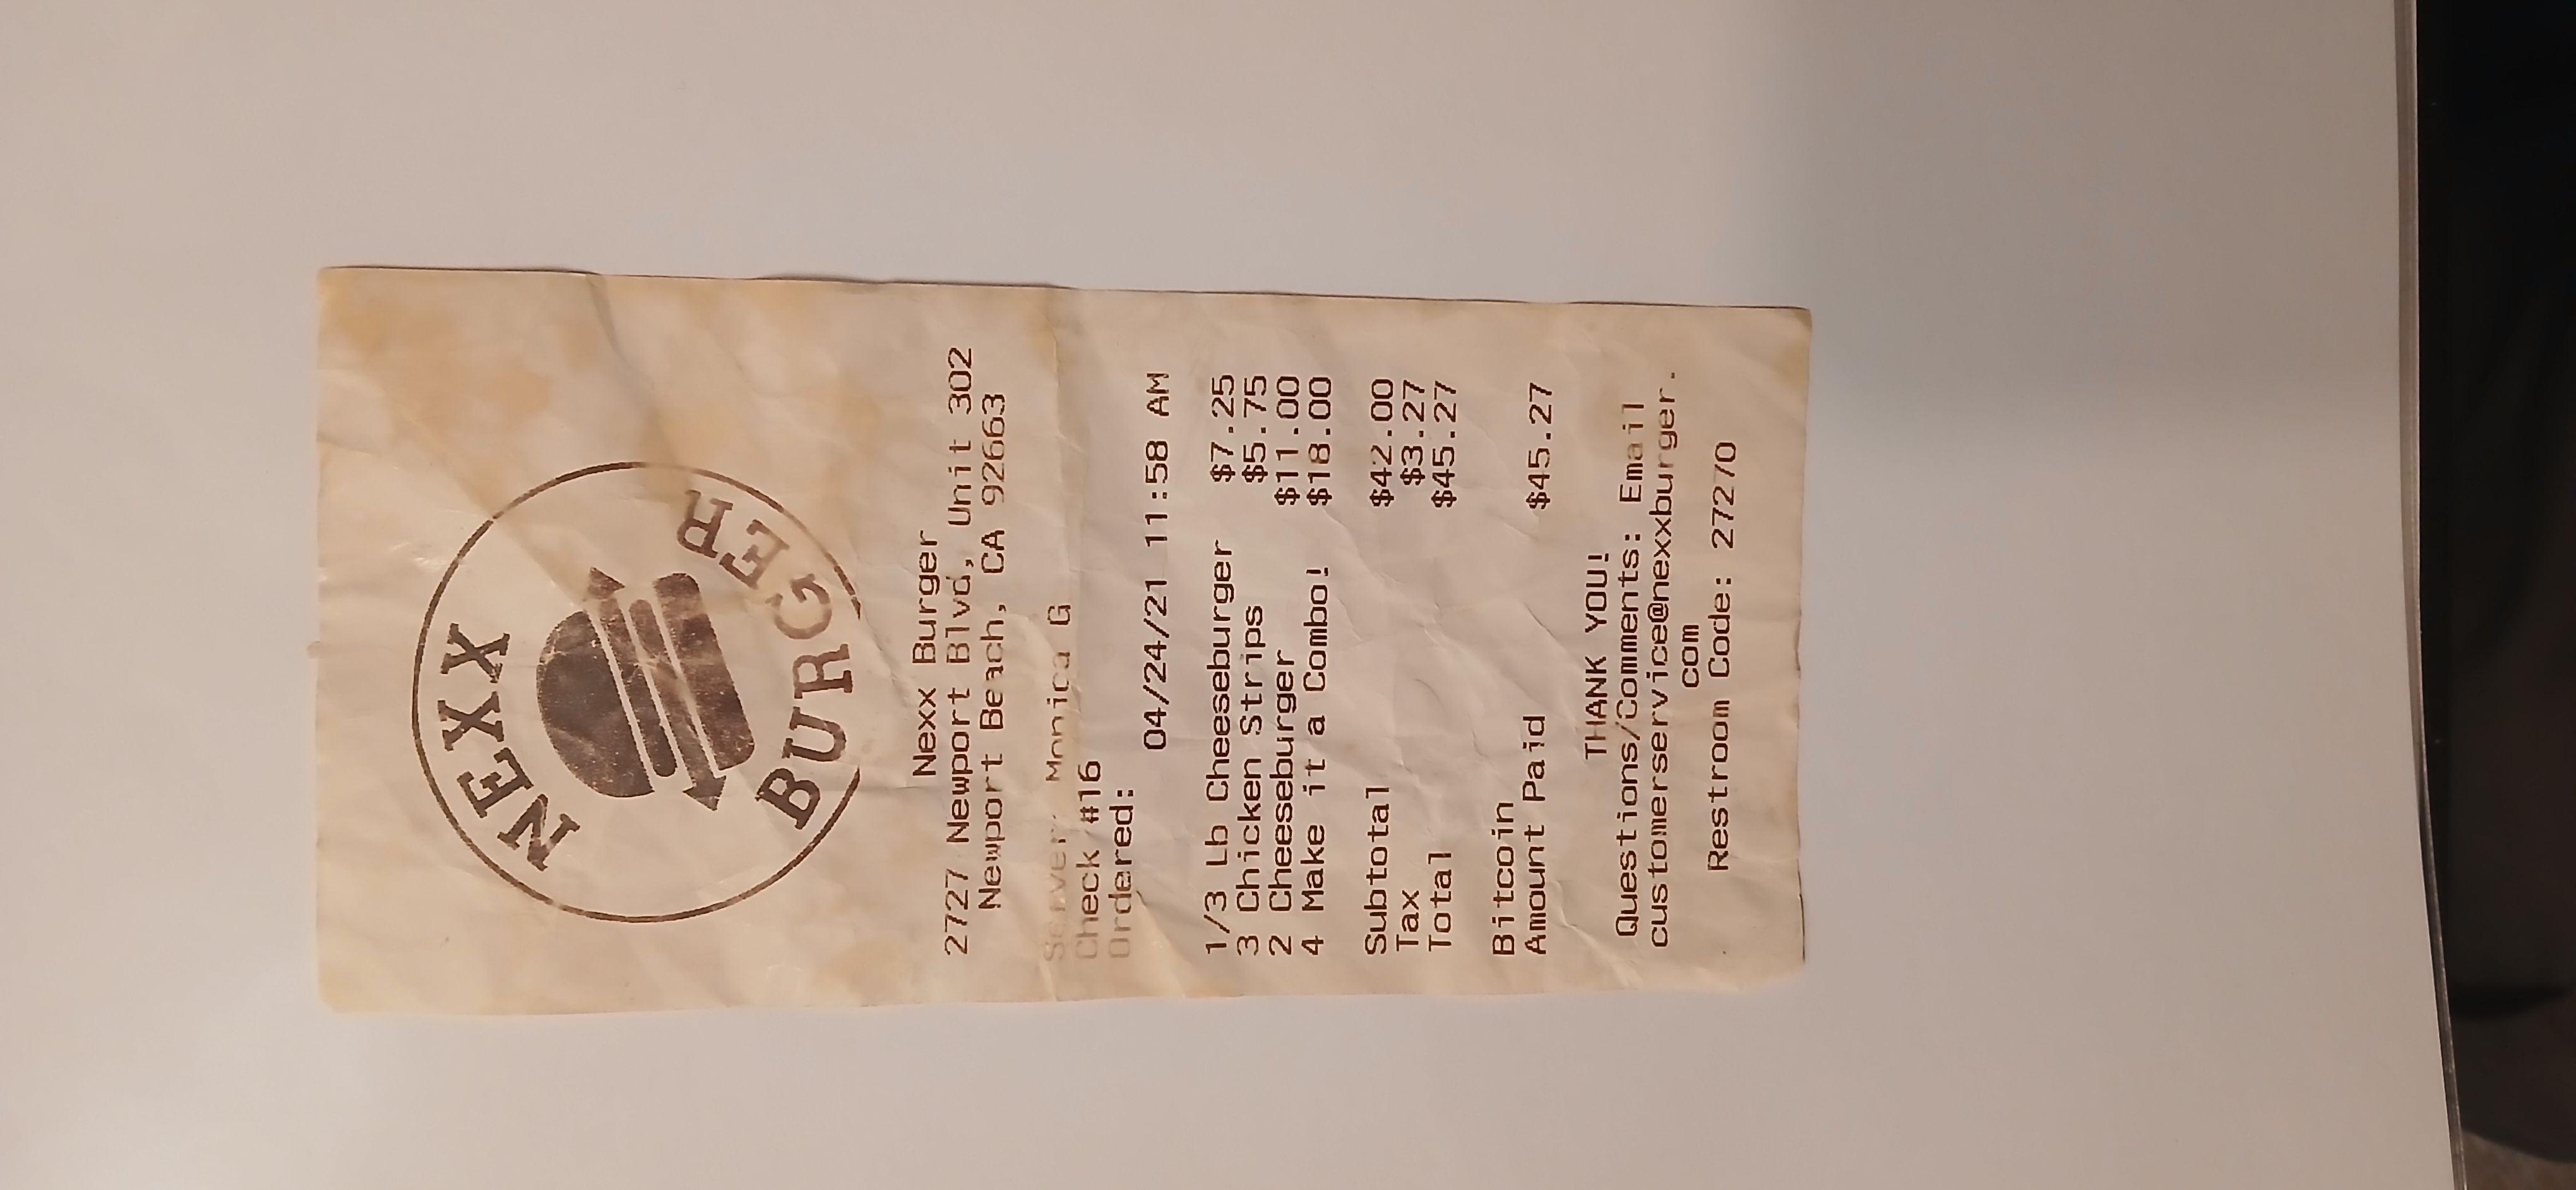 NEXX
BURGER
Nexx Burger
2727 Newport Blvd, Unit 302
Newport Beach, CA 92663
Server: Monica G
Check #16
Ordered:
04/24/21 11:58 AM
1/3 Lb Cheeseburger $7.25
3 Chicken Strips $5.75
2 Cheeseburger $11.00
4 Make it a Combo! $18.00
Subtotal $42.00
Tax $3.27
Total $45.27
Bitcoin
Amount Paid $45.27
THANK YOU!
Questions/Comments: Email
customerservice@nexxburger.
com
Restroom Code: 27270